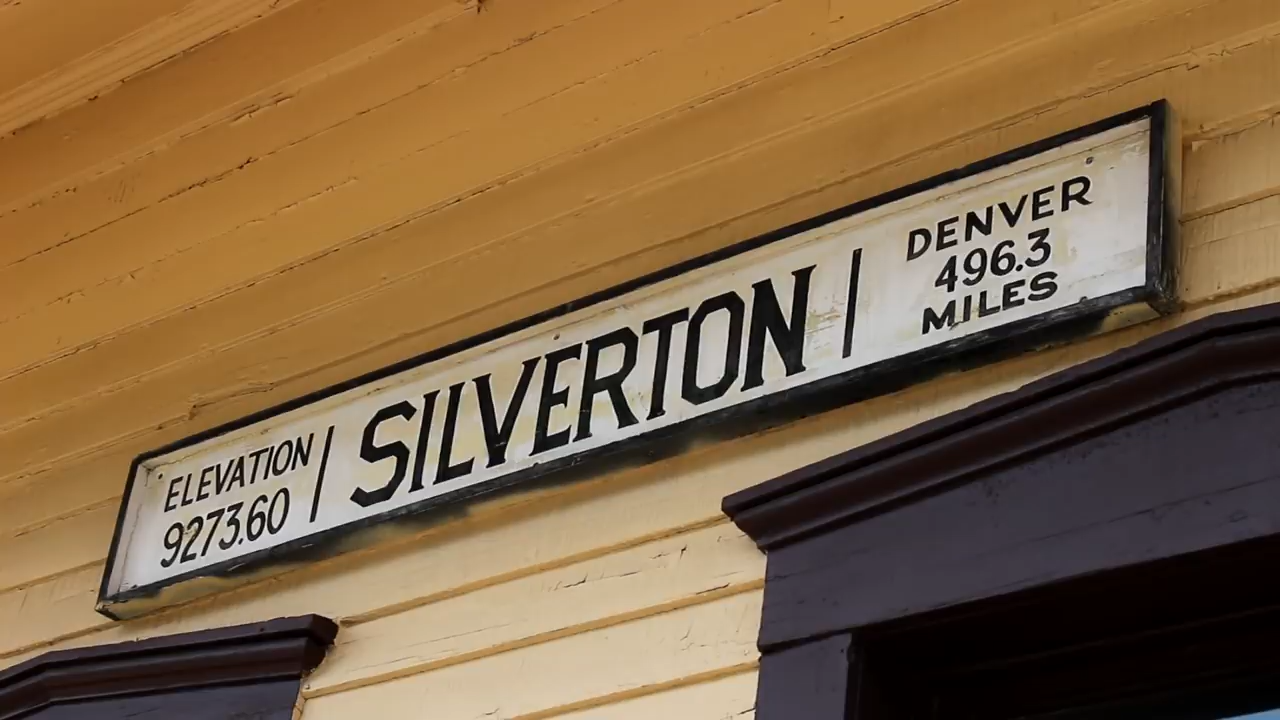 ELEVATION
9273.60
SILVERTON
DENVER
496.3
MILES